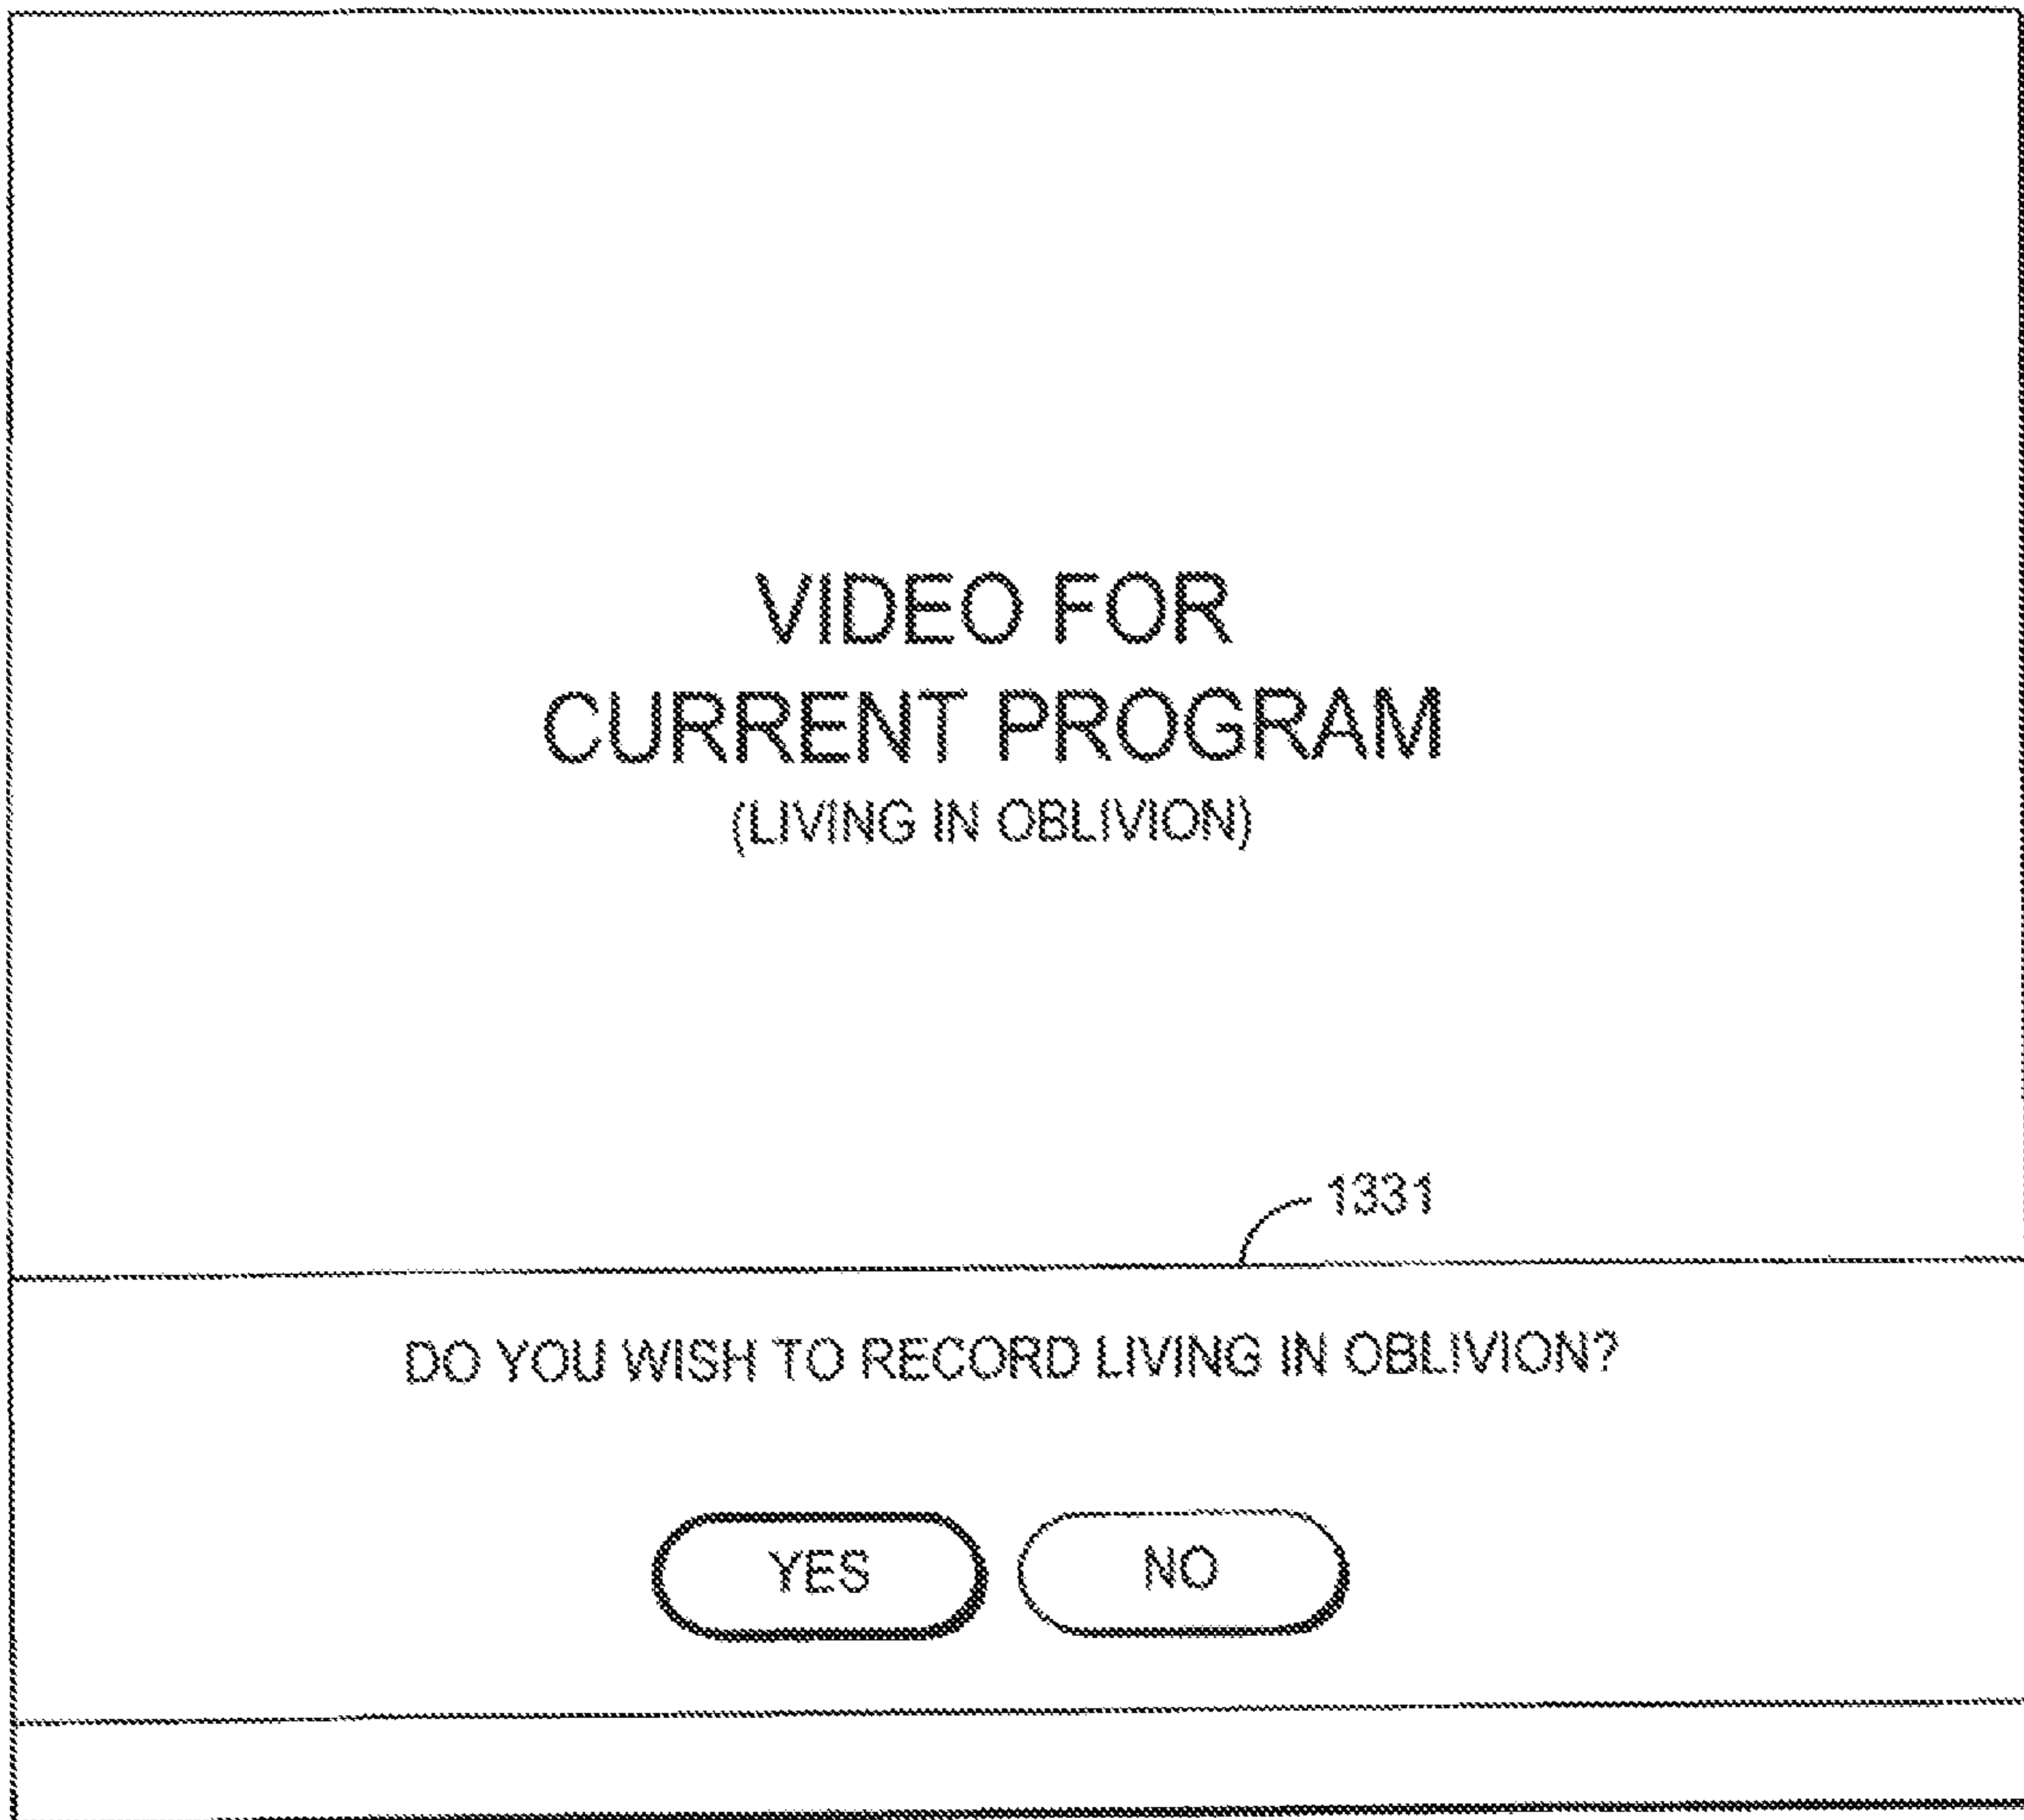 VIDEO FOR
CURRENT PROGRAM
(LIVING IN OBLIVION)
1331
DO YOU WISH TO RECORD LIVING IN OBLIVION?
YES NO